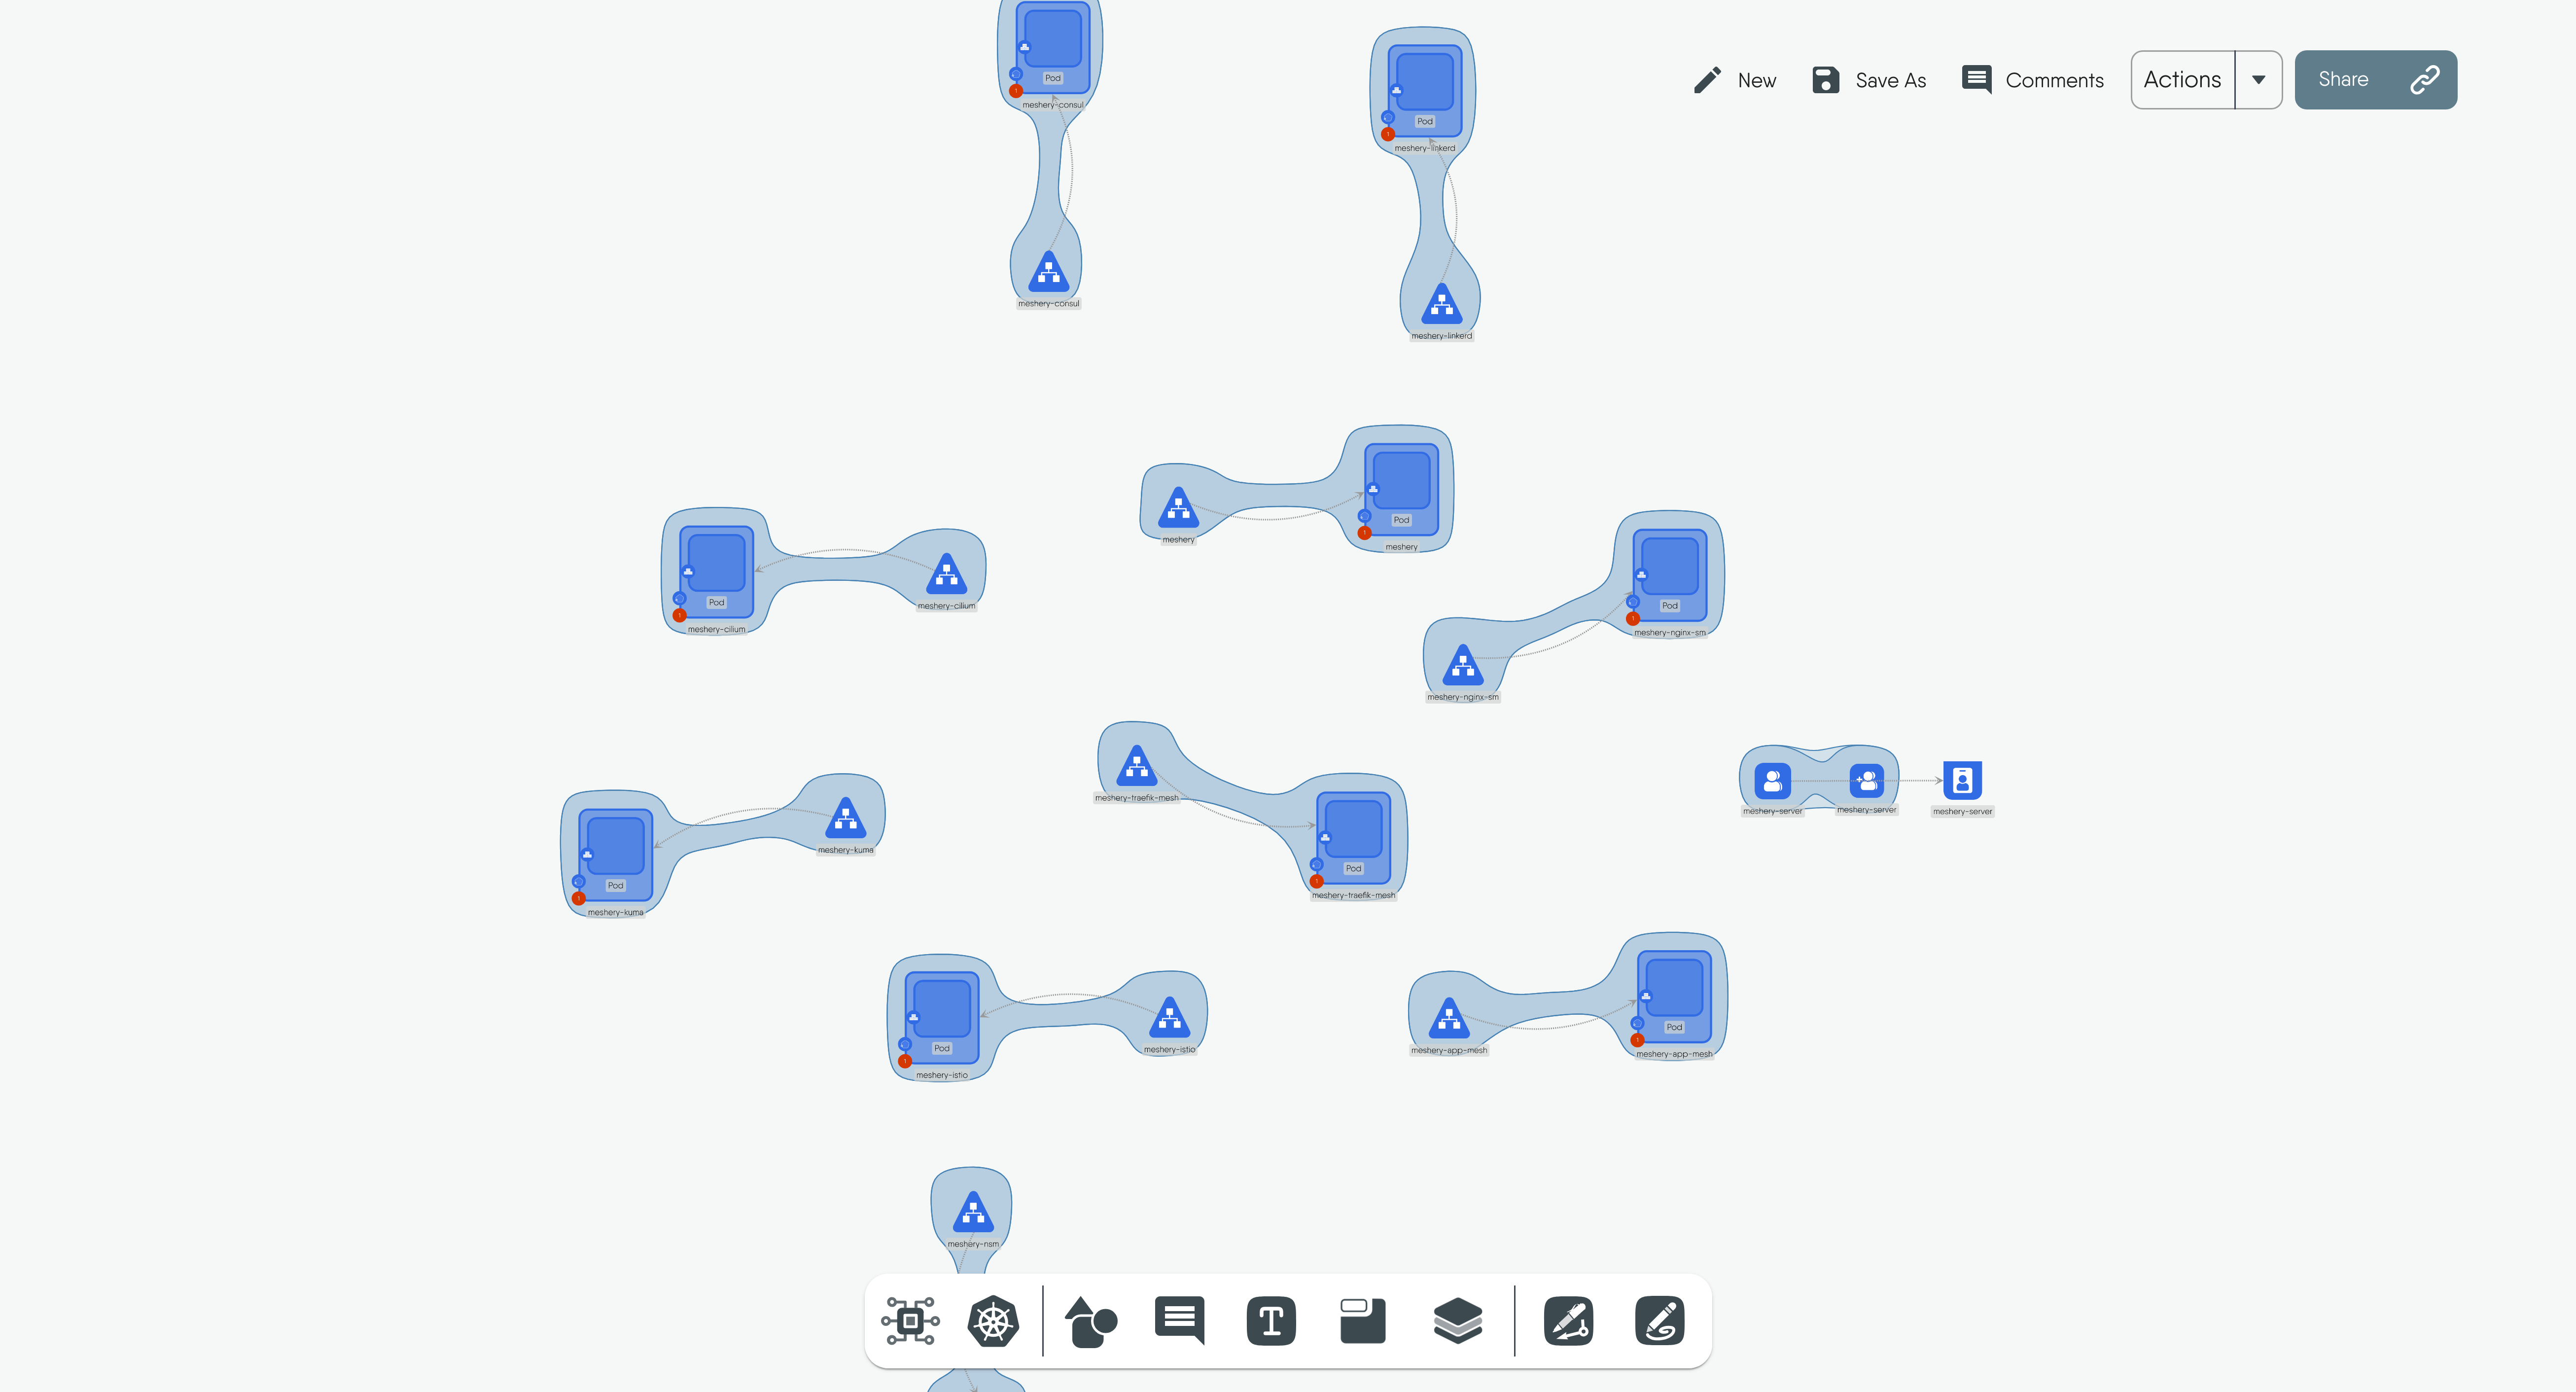 Pod
meshery-consul
meshery-consul
Pod
meshery-linkerd
meshery-linkerd
New
Save As
Comments
Actions
Share
meshery
Pod
meshery
Pod
meshery-cilium
meshery-cilium
Pod
meshery-nginx-sm
meshery-nginx-sm
meshery-traefik-mesh
Pod
meshery-traefik-mesh
meshery-server
meshery-server
meshery-server
meshery-kuma
Pod
meshery-kuma
Pod
meshery-istio
meshery-istio
meshery-app-mesh
Pod
meshery-app-mesh
meshery-nsm
T